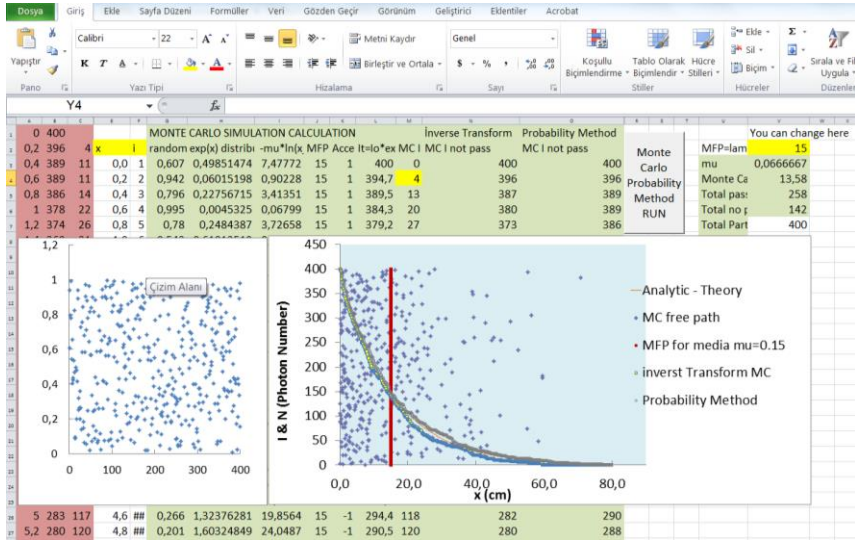 Dosya Giriş Ekle Sayfa Düzeni Formüller Veri Gözden Geçir Görünüm Geliştirici Eklentiler Acrobat
Calibri 22 A A Metni Kaydır Genel Ekle Σ
Yapıştır K T A Birleştir ve Ortala $ % , Koşullu Biçimlendirme Tablo Olarak Biçimlendir Hücre Stilleri Sil Biçim Sırala ve Fi Uygula
Pano Yazı Tipi Hizalama Sayı Stiller Hücreler Düzenl
Y4 fx
0 400 MONTE CARLO SIMULATION CALCULATION İnverse Transform Probability Method You can change here
0,2 396 4 x i random exp(x) distribu -mu*ln(x) MFP Acce It=Io*ex MC I MC I not pass MC I not pass MFP=lam 15
0,4 389 11 0,0 1 0,607 0,49851474 7,47772 15 1 400 0 400 400 mu 0,0666667
0,6 389 11 0,2 2 0,942 0,06015198 0,90228 15 1 394,7 4 396 396 Monte Ca 13,58
0,8 386 14 0,4 3 0,796 0,22756715 3,41351 15 1 389,5 13 387 389 Total pas 258
1 378 22 0,6 4 0,995 0,0045325 0,06799 15 1 384,3 20 380 389 Total no p 142
1,2 374 26 0,8 5 0,78 0,2484387 3,72658 15 1 379,2 27 373 386 Total Part 400
Monte
Carlo
Probability
Method
RUN
1,2
1
0,8
0,6
0,4
0,2
0
0 100 200 300 400
Çizim Alanı
I & N (Photon Number)
450
400
350
300
250
200
150
100
50
0
0,0 20,0 40,0 60,0 80,0
x (cm)
Analytic - Theory
MC free path
MFP for media mu=0.15
inverst Transform MC
Probability Method
5 283 117 4,6 ## 0,266 1,32376281 19,8564 15 -1 294,4 118 282 290
5,2 280 120 4,8 ## 0,201 1,60324849 24,0487 15 -1 290,5 120 280 288